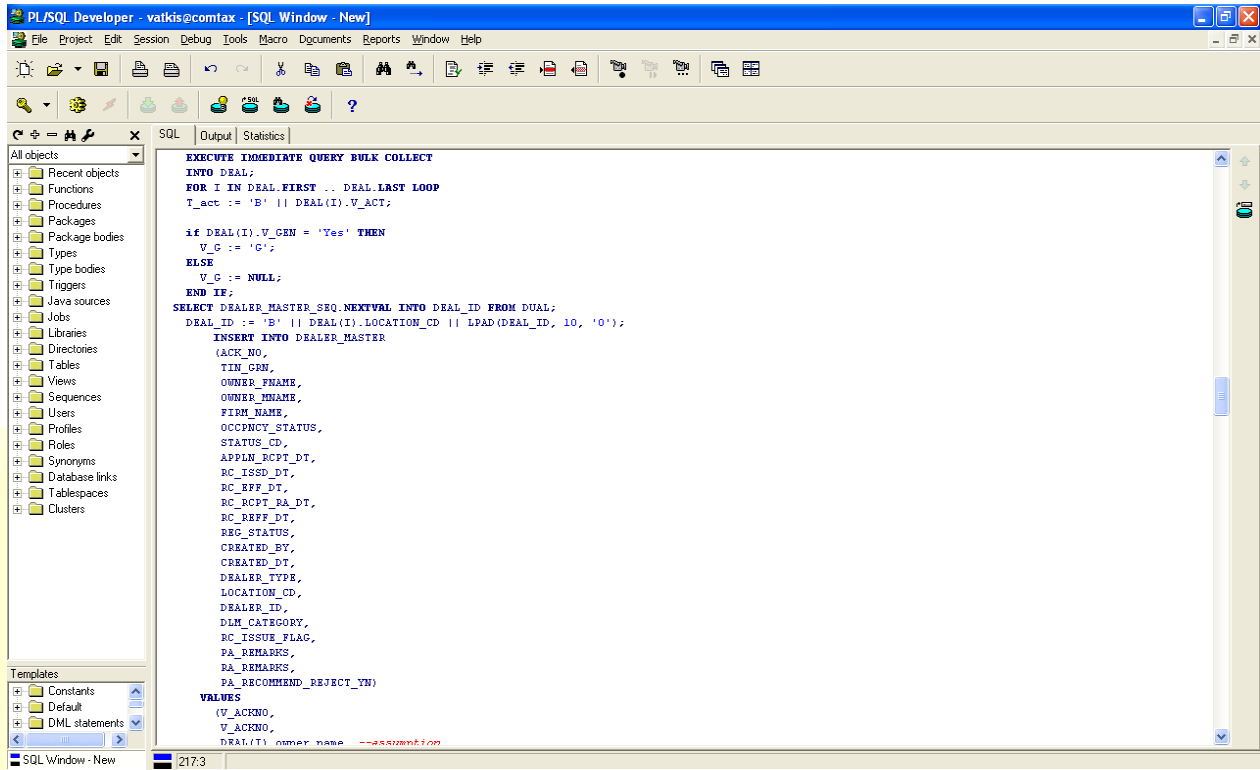 PL/SQL Developer - vatkis@comtax - [SQL Window - New]
File Project Edit Session Debug Tools Macro Documents Reports Window Help
All objects
Recent objects
Functions
Procedures
Packages
Package bodies
Types
Type bodies
Triggers
Java sources
Jobs
Libraries
Directories
Tables
Views
Sequences
Users
Profiles
Roles
Synonyms
Database links
Tablespaces
Clusters
Templates
Constants
Default
DML statements
SQL Window - New
SQL Output Statistics
EXECUTE IMMEDIATE QUERY BULK COLLECT
INTO DEAL;
FOR I IN DEAL.FIRST .. DEAL.LAST LOOP
T_act := 'B' || DEAL(I).V_ACT;
if DEAL(I).V_GEN = 'Yes' THEN
V_G := 'G';
ELSE
V_G := NULL;
END IF;
SELECT DEALER_MASTER_SEQ.NEXTVAL INTO DEAL_ID FROM DUAL;
DEAL_ID := 'B' || DEAL(I).LOCATION_CD || LPAD(DEAL_ID, 10, '0');
INSERT INTO DEALER_MASTER
(ACK_NO,
TIN_GRN,
OWNER_FNAME,
OWNER_MNAME,
FIRM_NAME,
OCCPNCY_STATUS,
STATUS_CD,
APPLN_RCPT_DT,
RC_ISSD_DT,
RC_EFF_DT,
RC_RCPT_RA_DT,
RC_REFF_DT,
REG_STATUS,
CREATED_BY,
CREATED_DT,
DEALER_TYPE,
LOCATION_CD,
DEALER_ID,
DLM_CATEGORY,
RC_ISSUE_FLAG,
PA_REMARKS,
RA_REMARKS,
PA_RECOMMEND_REJECT_YN)
VALUES
(V_ACKNO,
V_ACKNO,
DEAL(I).owner_name, --assumption
217:3